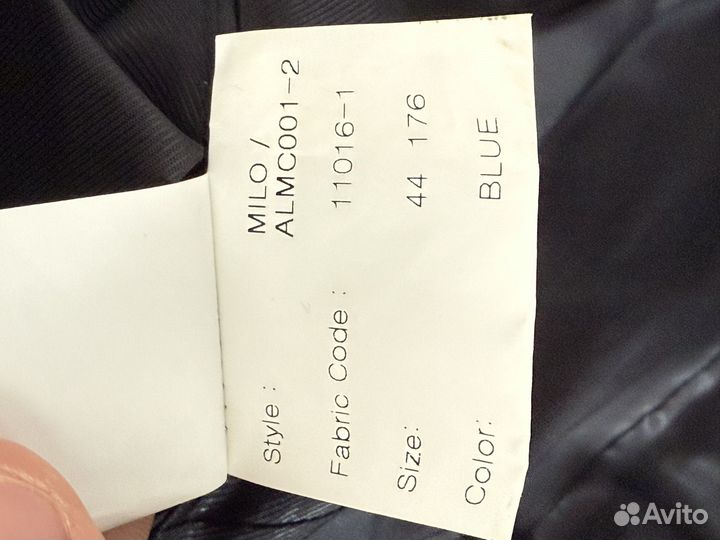 Style : MILO /
ALMC001-2
Fabric Code : 11016-1
Size: 44 176
Color: BLUE
Avito